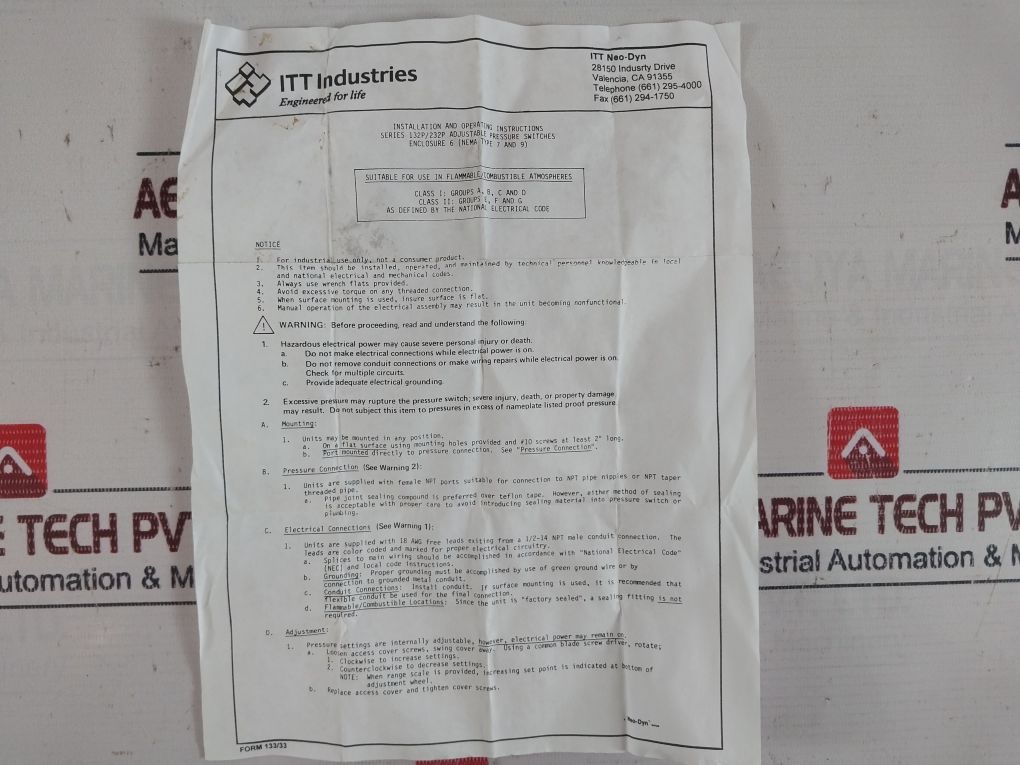 ITT Industries
Engineered for life
ITT Neo-Dyn
28150 Indusrty Drive
Valencia, CA 91355
Telephone (661) 295-4000
Fax (661) 294-1750
INSTALLATION AND OPERATING INSTRUCTIONS
SERIES 132P/232P ADJUSTABLE PRESSURE SWITCHES
ENCLOSURE 6 (NEMA TYPE 7 AND 9)
SUITABLE FOR USE IN FLAMMABLE/COMBUSTIBLE ATMOSPHERES
CLASS I: GROUPS A, B, C AND D
CLASS II: GROUPS E, F AND G
AS DEFINED BY THE NATIONAL ELECTRICAL CODE
NOTICE
1. For industrial use only, not a consumer product.
2. This item should be installed, operated, and maintained by technical personnel knowledgeable in local
and national electrical and mechanical codes.
3. Always use wrench flats provided.
4. Avoid excessive torque on any threaded connection.
5. When surface mounting is used, insure surface is flat.
6. Manual operation of the electrical assembly may result in the unit becoming nonfunctional.
WARNING: Before proceeding, read and understand the following:
1. Hazardous electrical power may cause severe personal injury or death.
a. Do not make electrical connections while electrical power is on.
b. Do not remove conduit connections or make wiring repairs while electrical power is on.
Check for multiple circuits.
c. Provide adequate electrical grounding.
2. Excessive pressure may rupture the pressure switch; severe injury, death, or property damage
may result. Do not subject this item to pressures in excess of nameplate listed proof pressure.
A. Mounting:
1. Units may be mounted in any position.
a. On a flat surface using mounting holes provided and #10 screws at least 2" long.
b. Port mounted directly to pressure connection. See "Pressure Connection".
B. Pressure Connection (See Warning 2):
1. Units are supplied with female NPT ports suitable for connection to NPT pipe nipples or NPT taper
threaded pipe.
a. Pipe joint sealing compound is preferred over teflon tape. However, either method of sealing
is acceptable with proper care to avoid introducing sealing material into pressure switch or
plumbing.
C. Electrical Connections (See Warning 1):
1. Units are supplied with 18 AWG free leads exiting from a 1/2-14 NPT male conduit connection. The
leads are color coded and marked for proper electrical circuitry.
a. Splices to main wiring should be accomplished in accordance with "National Electrical Code"
(NEC) and local code instructions.
b. Grounding: Proper grounding must be accomplished by use of green ground wire or by
connection to grounded metal conduit.
c. Conduit Connections: Install conduit. If surface mounting is used, it is recommended that
flexible conduit be used for the final connection.
d. Flammable/Combustible Locations: Since the unit is "factory sealed", a sealing fitting is not
required.
D. Adjustment:
1. Pressure settings are internally adjustable, however, electrical power may remain on.
a. Loosen access cover screws, swing cover away. Using a common blade screw driver, rotate;
1. Clockwise to increase settings.
2. Counterclockwise to decrease settings.
NOTE: When range scale is provided, increasing set point is indicated at bottom of
adjustment wheel.
b. Replace access cover and tighten cover screws.
Neo-Dyn
FORM 133/33
AE
Ma
E TECH PV
utomation & M
ARINE TECH PV
strial Automation & M